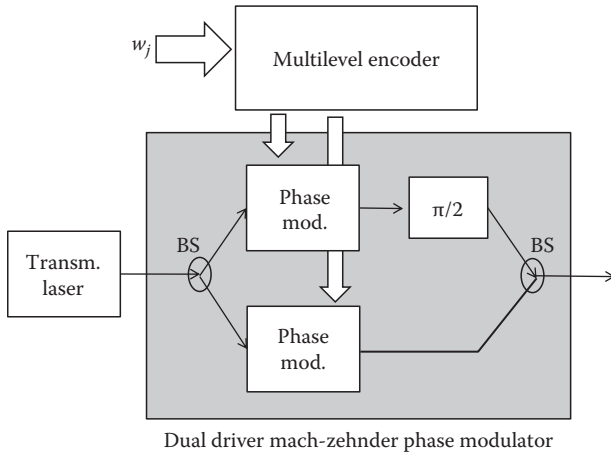 w_j
Multilevel encoder
Phase
mod.
π/2
BS
BS
Transm.
laser
Phase
mod.
Dual driver mach-zehnder phase modulator